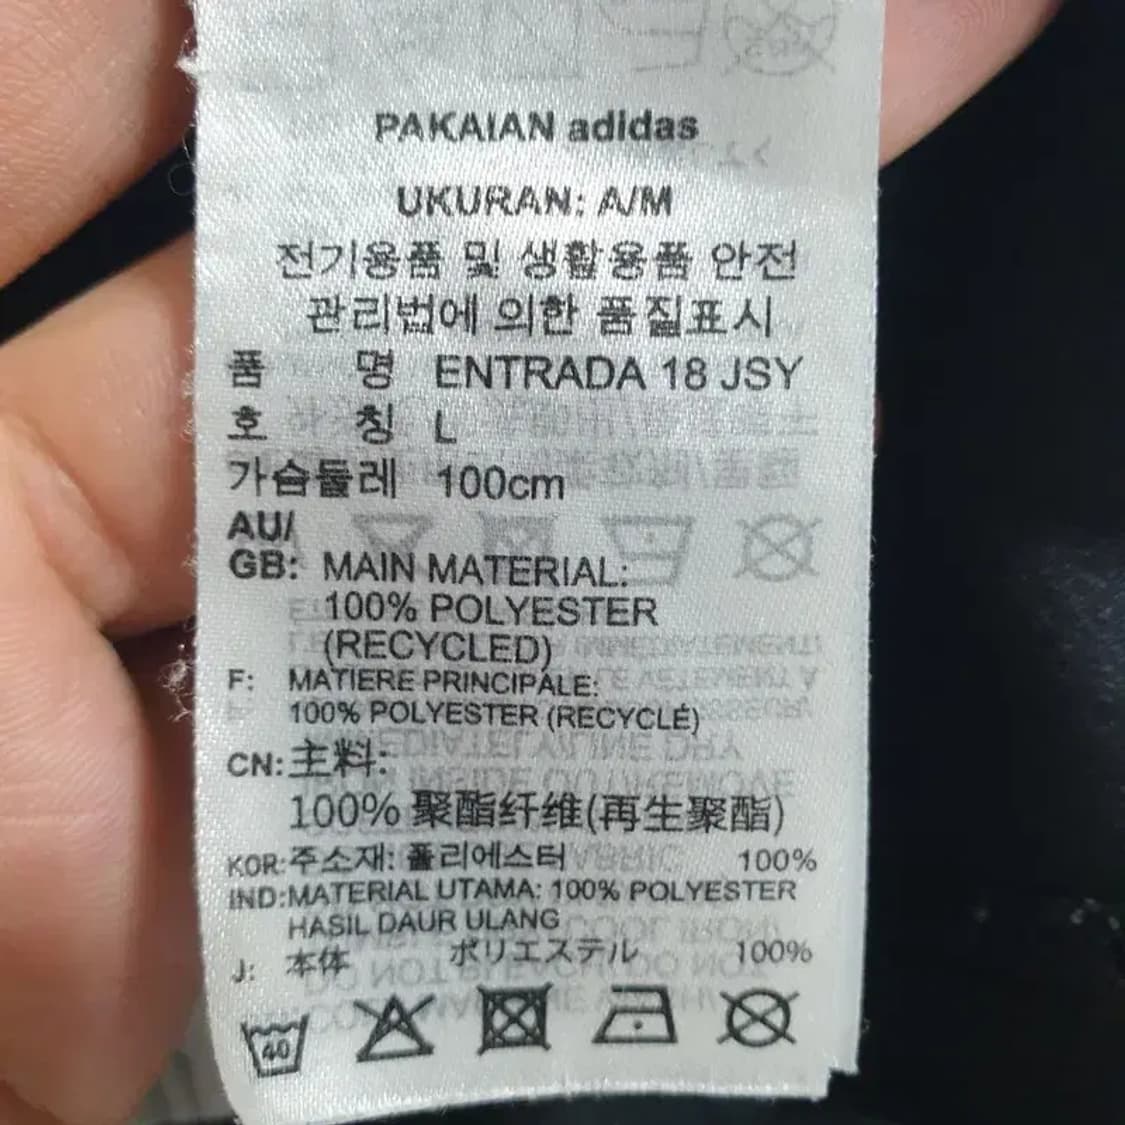 PAKAIAN adidas
UKURAN: A/M
전기용품 및 생활용품 안전
관리법에 의한 품질표시
품 명 ENTRADA 18 JSY
호 칭 L
가슴둘레 100cm
AU/
GB: MAIN MATERIAL:
100% POLYESTER
(RECYCLED)
F: MATIERE PRINCIPALE:
100% POLYESTER (RECYCLÉ)
CN: 主料:
100% 聚酯纤维(再生聚酯)
KOR: 주소재: 폴리에스터 100%
IND: MATERIAL UTAMA: 100% POLYESTER
HASIL DAUR ULANG
J: 本体 ポリエステル 100%
40